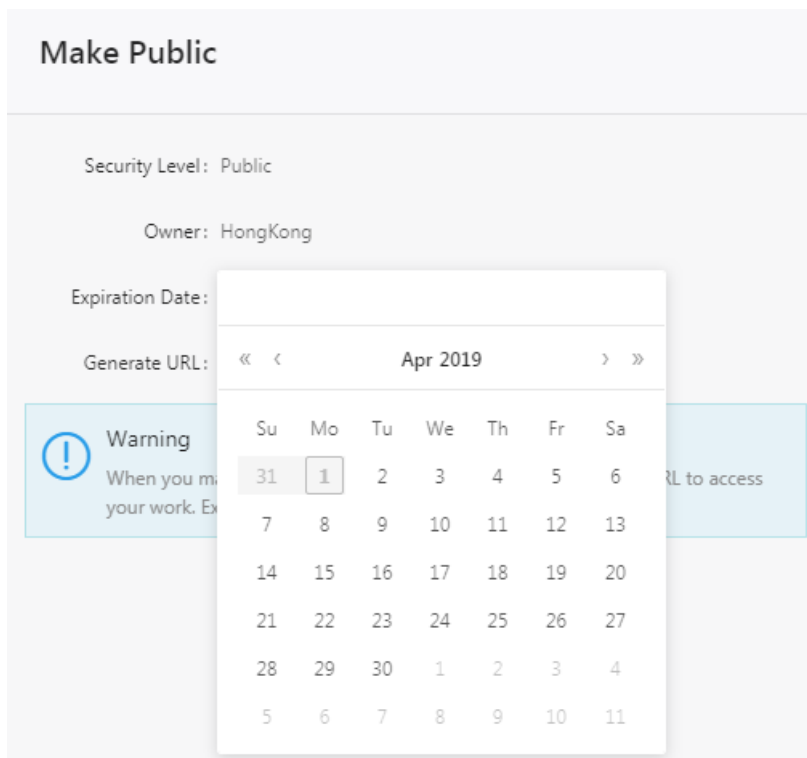 Make Public
Security Level: Public
Owner: HongKong
Expiration Date:
Generate URL:
« ‹ Apr 2019 › »
Su Mo Tu We Th Fr Sa
31 1 2 3 4 5 6
7 8 9 10 11 12 13
14 15 16 17 18 19 20
21 22 23 24 25 26 27
28 29 30 1 2 3 4
5 6 7 8 9 10 11
Warning
When you RL to access
your work.